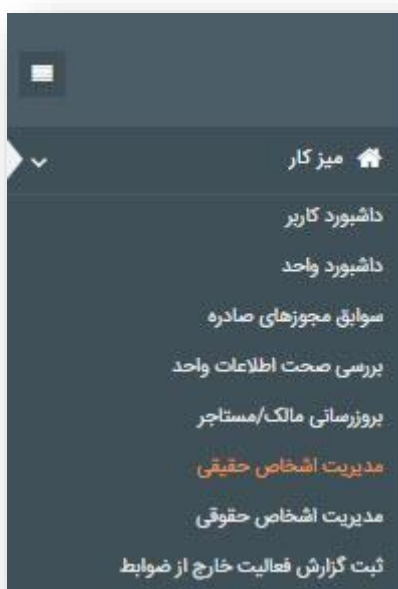 میز کار
داشبورد کاربر
داشبورد واحد
سوابق مجوزهای صادره
بررسی صحت اطلاعات واحد
بروزرسانی مالک/مستاجر
مدیریت اشخاص حقیقی
مدیریت اشخاص حقوقی
ثبت گزارش فعالیت خارج از ضوابط